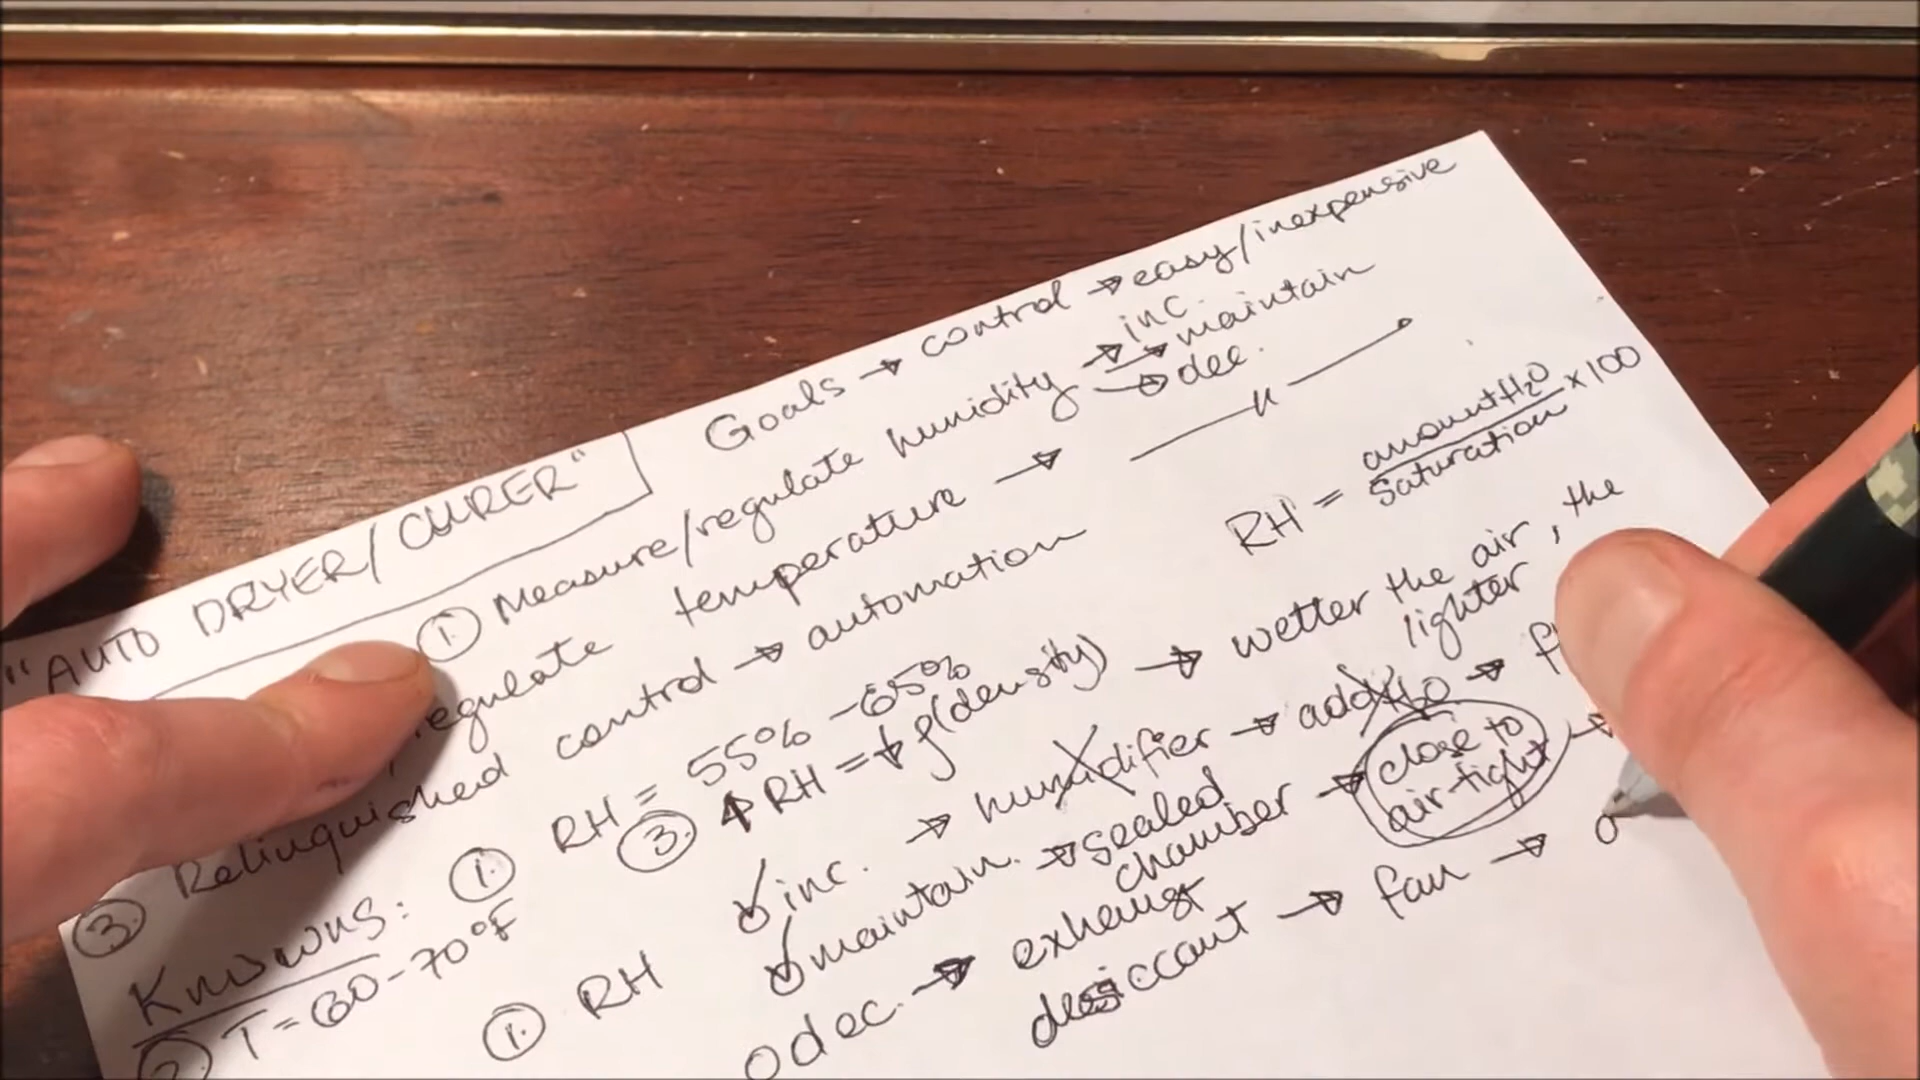 "AUTO DRYER/CURER"
Goals → control → easy/inexpensive
① Measure/regulate humidity → inc.
→ maintain
→ dec.
regulate temperature → —— " ——
③ Relinquished control → automation
RH = amount H₂O / saturation × 100
Knowns: ① RH = 55% - 65%
② T = 60-70°F
③ ↑ RH = ↓ ρ (density) → wetter the air, the lighter
① RH
✓ inc. → humidifier → add H₂O →
✓ maintain. → sealed chamber → close to air-tight →
o dec. → exhaust
desiccant → fan →